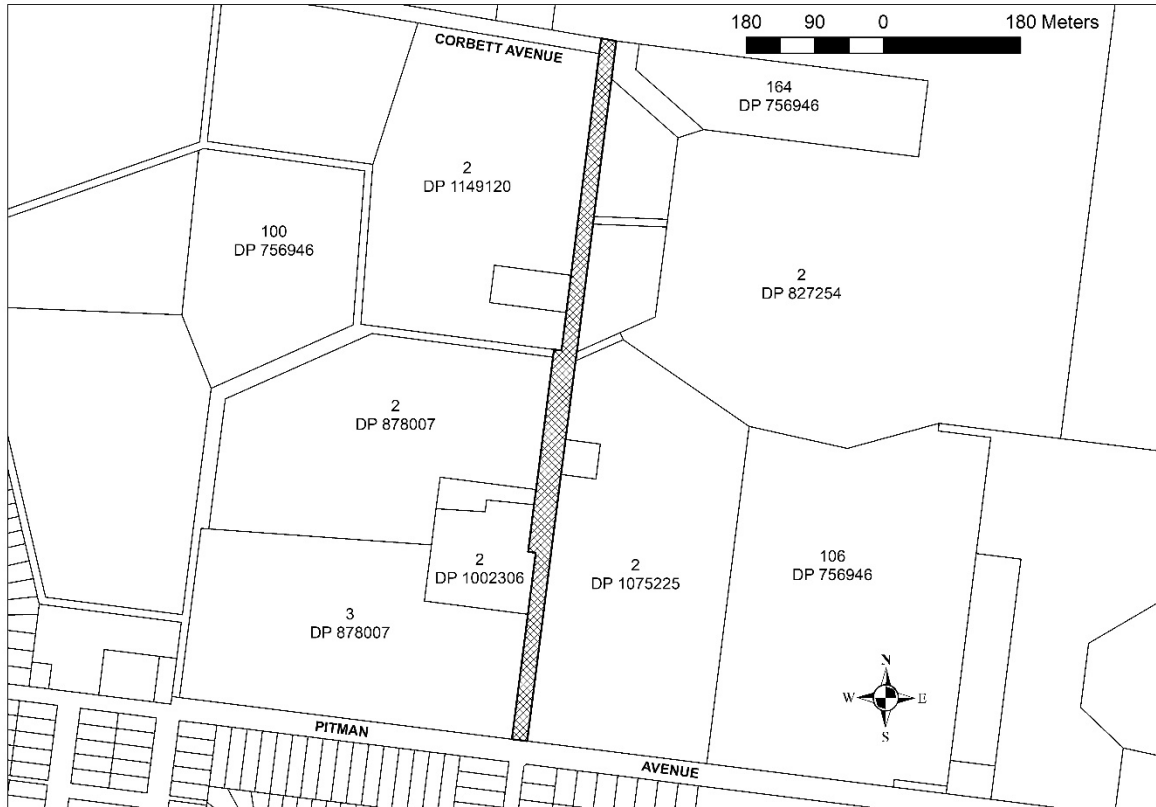 180 90 0 180 Meters
CORBETT AVENUE
164
DP 756946
2
DP 1149120
100
DP 756946
2
DP 827254
2
DP 878007
2
DP 1002306
2
DP 1075225
106
DP 756946
3
DP 878007
N
W E
S
PITMAN
AVENUE